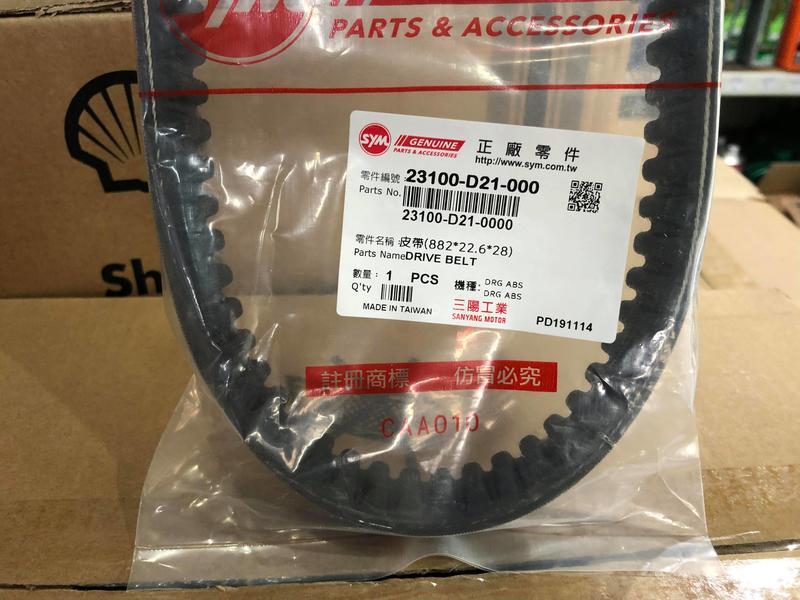 SYM
PARTS & ACCESSORIES
SYM GENUINE
PARTS & ACCESSORIES
正廠零件
http://www.sym.com.tw
零件編號:23100-D21-000
Parts No.
23100-D21-0000
零件名稱:皮帶(882*22.6*28)
Parts Name DRIVE BELT
數量:1 PCS
Q'ty
機種: DRG ABS
DRG ABS
MADE IN TAIWAN
三陽工業
SANYANG MOTOR
PD191114
註冊商標 仿冒必究
CAA010
Sh